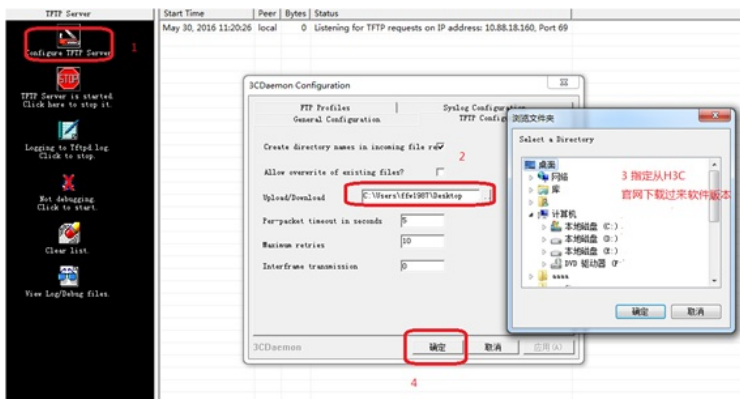 TFTP Server
Start Time Peer Bytes Status
May 30, 2016 11:20:26 local 0 Listening for TFTP requests on IP address: 10.88.18.160, Port 69
Configure TFTP Server
1
TFTP Server is started.
Click here to stop it.
Logging to Tftpd.log.
Click to stop.
Not debugging.
Click to start.
Clear list.
View Log/Debug files.
3CDaemon Configuration
FTP Profiles
General Configuration
Create directory names in incoming file
2
Allow overwrite of existing files?
Upload/Download
C:\Users\ffe1987\Desktop
Per-packet timeout in seconds
5
Maximum retries
10
Interframe transmission
0
3CDaemon
确定
取消
应用(A)
4
浏览文件夹
Select a Directory
桌面
网络
库
计算机
本地磁盘 (C:)
本地磁盘 (D:)
本地磁盘
DVD 驱动器
3 指定从H3C
官网下载过来软件版本
确定
取消